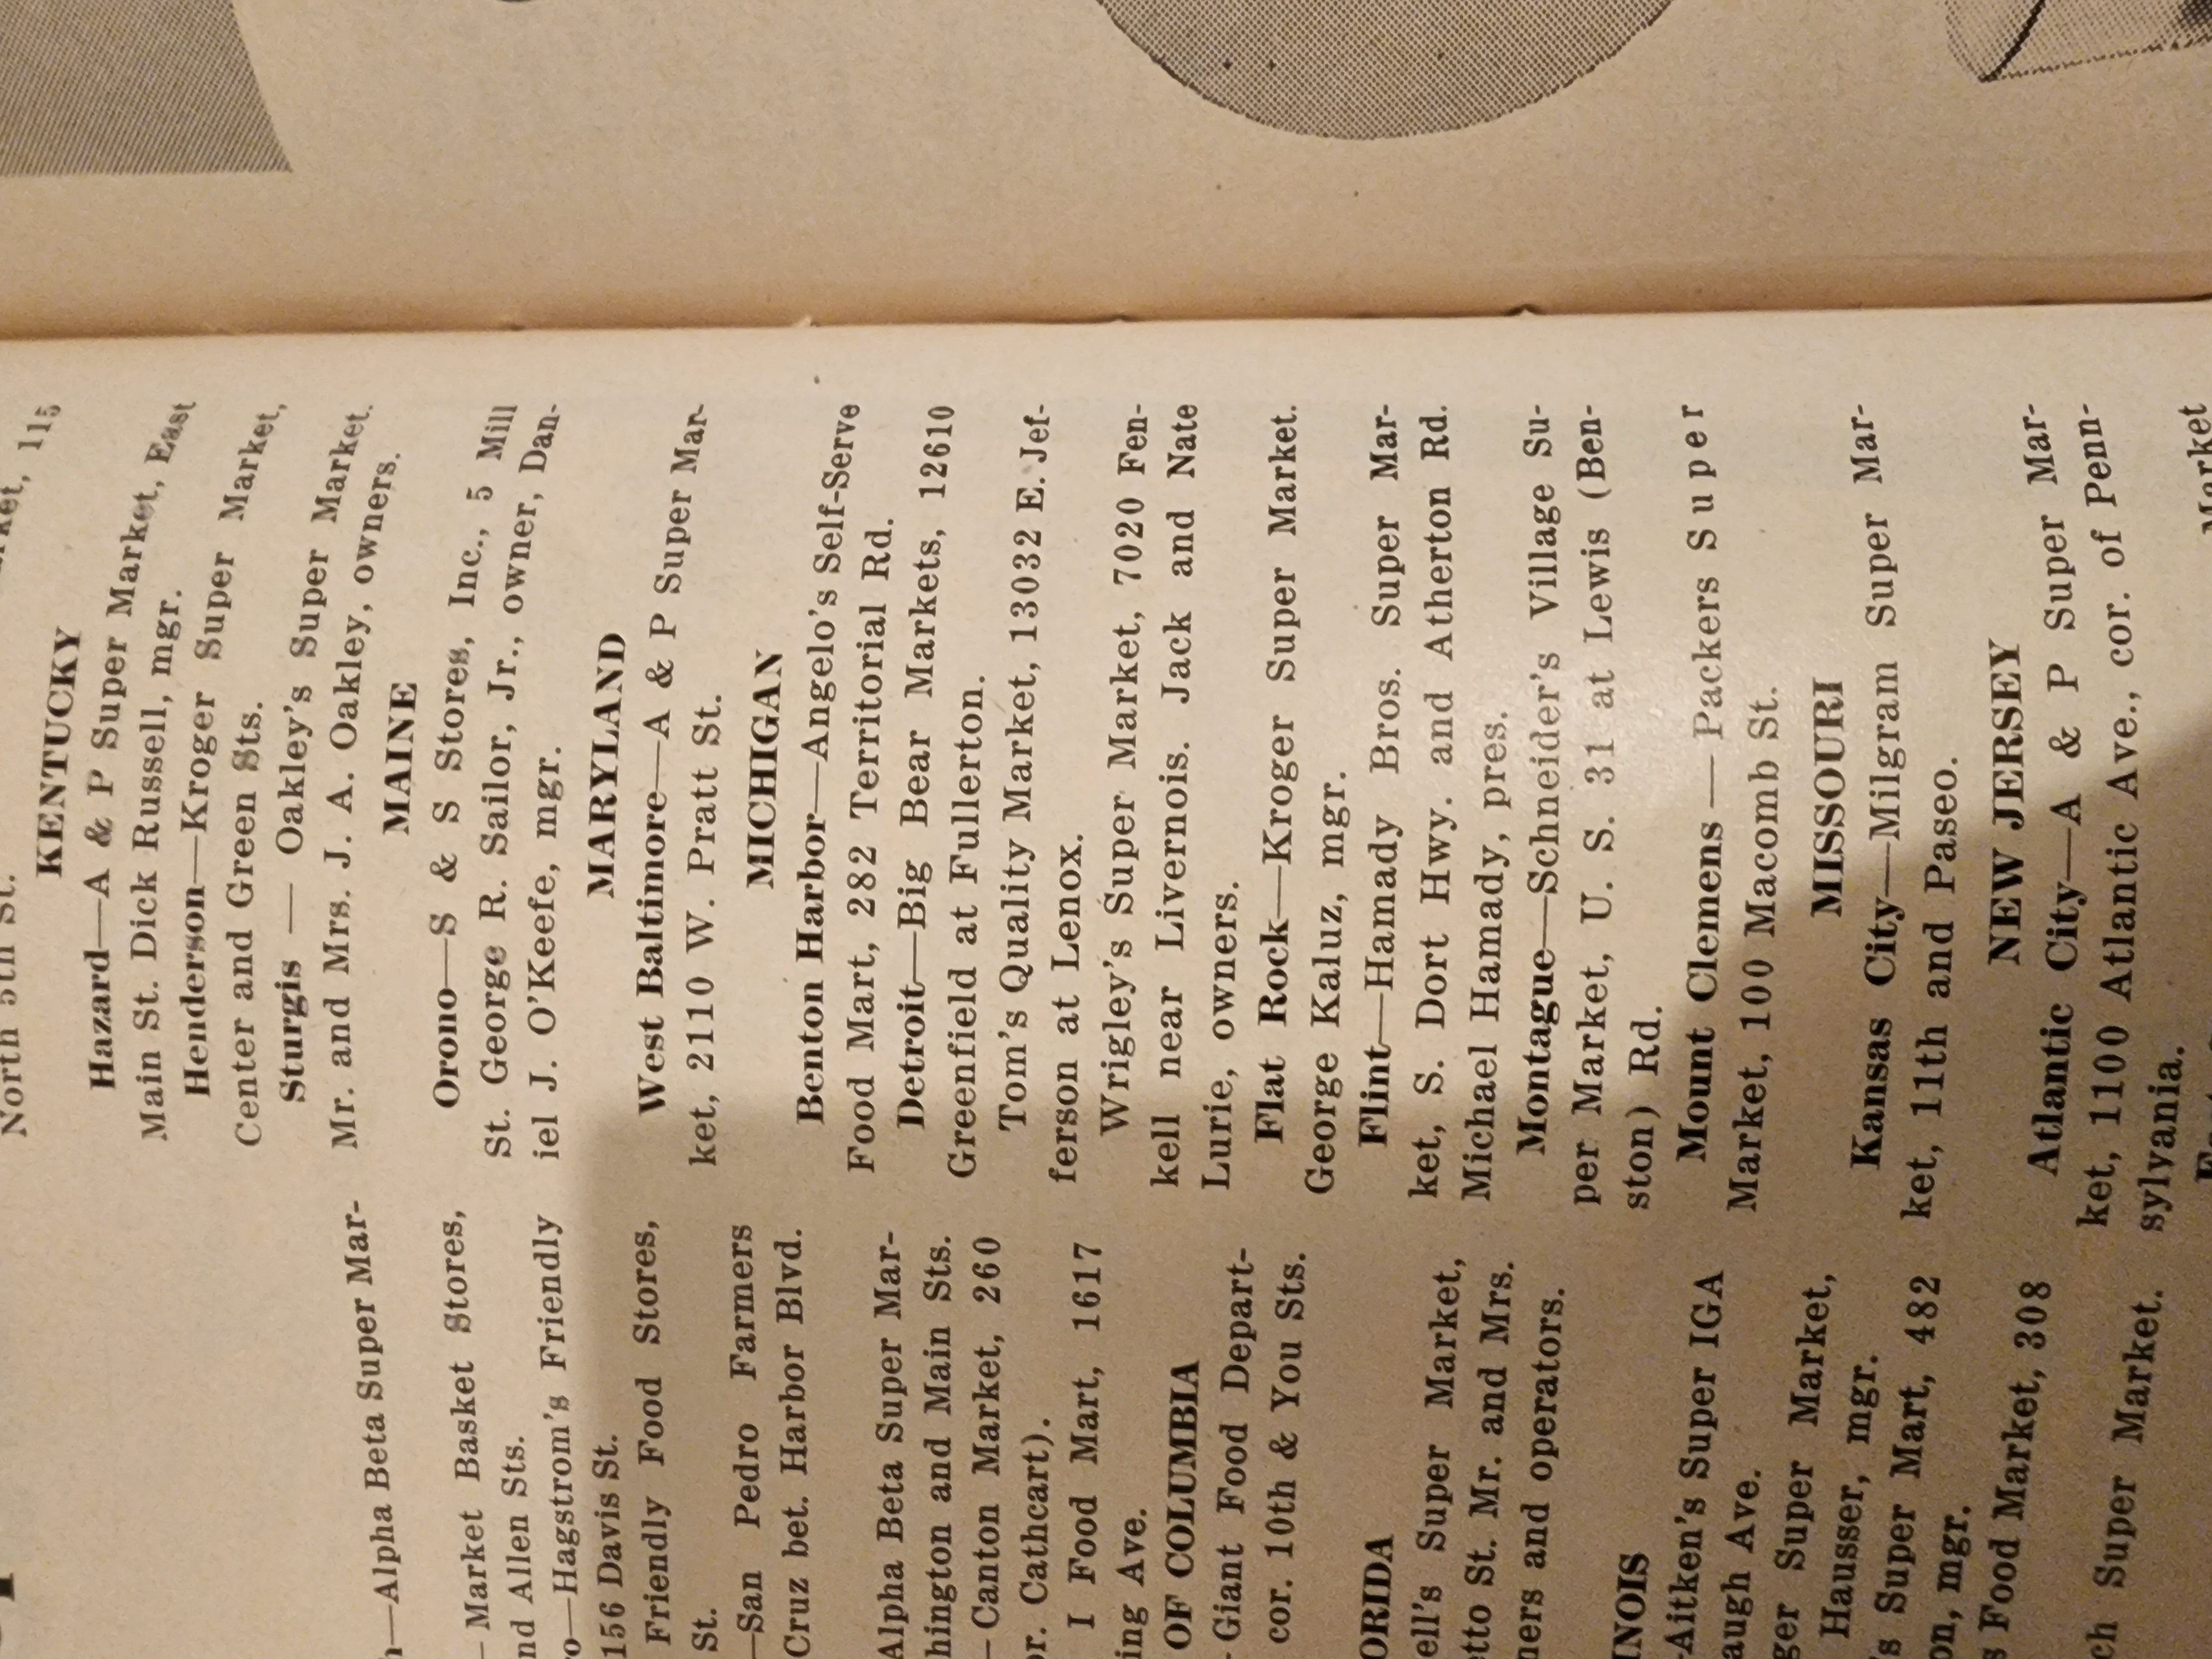 —Alpha Beta Super Mar-
—Market Basket Stores,
Allen Sts.
—Hagstrom's Friendly
156 Davis St.
Friendly Food Stores,
St.
—San Pedro Farmers
Cruz bet. Harbor Blvd.
Alpha Beta Super Mar-
and Main Sts.
—Canton Market, 260
Cathcart).
I Food Mart, 1617
Ave.
OF COLUMBIA
Giant Food Depart-
cor. 10th & You Sts.
Super Market,
St. Mr. and Mrs.
and operators.
Aitken's Super IGA
Ave.
Super Market,
Hausser, mgr.
Super Mart, 482
mgr.
Food Market, 308
Super Market.
115
North 5th St.
KENTUCKY
Hazard—A & P Super Market, East
Main St. Dick Russell, mgr.
Henderson—Kroger Super Market,
Center and Green Sts.
Sturgis — Oakley's Super Market.
Mr. and Mrs. J. A. Oakley, owners.
MAINE
Orono—S & S Stores, Inc., 5 Mill
St. George R. Sailor, Jr., owner, Dan-
iel J. O'Keefe, mgr.
MARYLAND
West Baltimore—A & P Super Mar-
ket, 2110 W. Pratt St.
MICHIGAN
Benton Harbor—Angelo's Self-Serve
Food Mart, 282 Territorial Rd.
Detroit—Big Bear Markets, 12610
Greenfield at Fullerton.
Tom's Quality Market, 13032 E. Jef-
ferson at Lenox.
Wrigley's Super Market, 7020 Fen-
kell near Livernois. Jack and Nate
Lurie, owners.
Flat Rock—Kroger Super Market.
George Kaluz, mgr.
Flint—Hamady Bros. Super Mar-
ket, S. Dort Hwy. and Atherton Rd.
Michael Hamady, pres.
Montague—Schneider's Village Su-
per Market, U. S. 31 at Lewis (Ben-
ston) Rd.
Mount Clemens — Packers Super
Market, 100 Macomb St.
MISSOURI
Kansas City—Milgram Super Mar-
ket, 11th and Paseo.
NEW JERSEY
Atlantic City—A & P Super Mar-
ket, 1100 Atlantic Ave., cor. of Penn-
sylvania.
Market